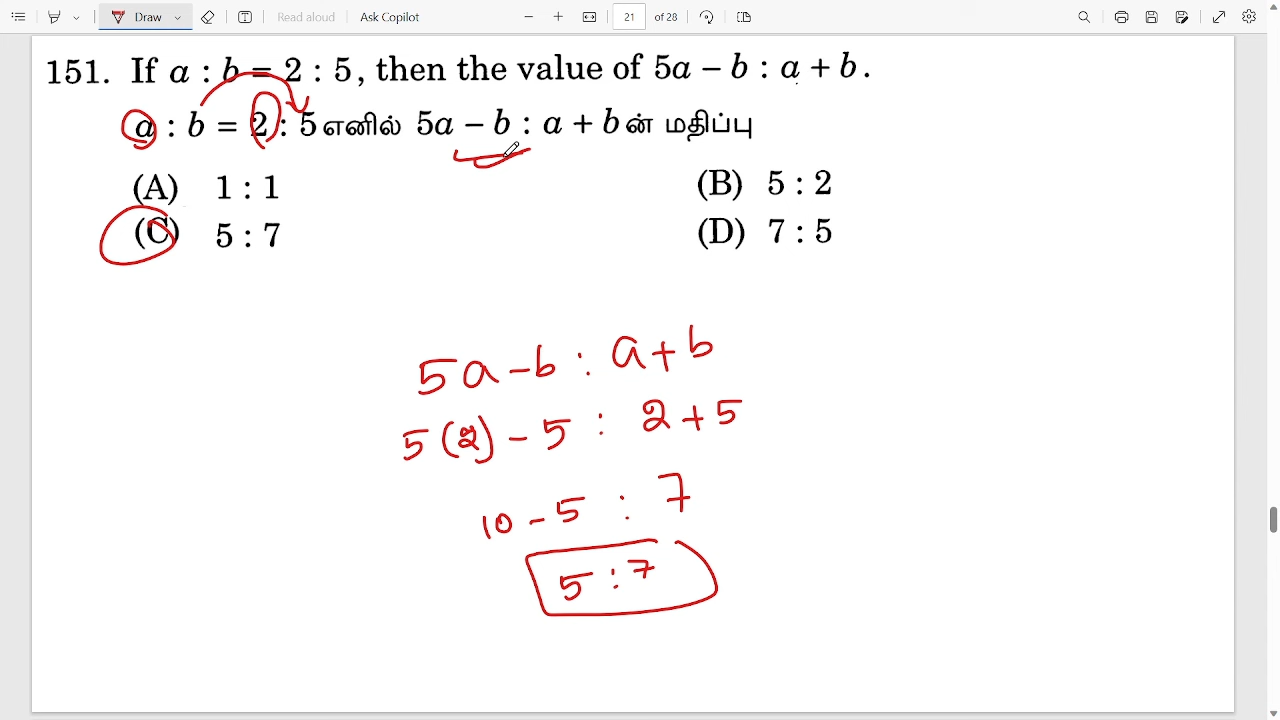 Draw Read aloud Ask Copilot 21 of 28
151. If a : b = 2 : 5, then the value of 5a – b : a + b.
a : b = 2 : 5 எனில் 5a – b : a + b ன் மதிப்பு
(A) 1 : 1 (B) 5 : 2
(C) 5 : 7 (D) 7 : 5
5a - b : a + b
5(2) - 5 : 2 + 5
10 - 5 : 7
5 : 7